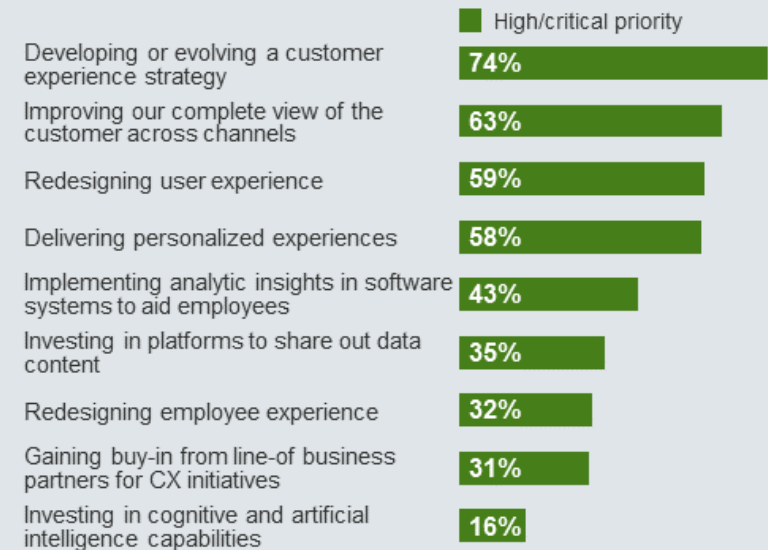 High/critical priority
Developing or evolving a customer
experience strategy
74%
Improving our complete view of the
customer across channels
63%
Redesigning user experience
59%
Delivering personalized experiences
58%
Implementing analytic insights in software
systems to aid employees
43%
Investing in platforms to share out data
content
35%
Redesigning employee experience
32%
Gaining buy-in from line-of business
partners for CX initiatives
31%
Investing in cognitive and artificial
intelligence capabilities
16%